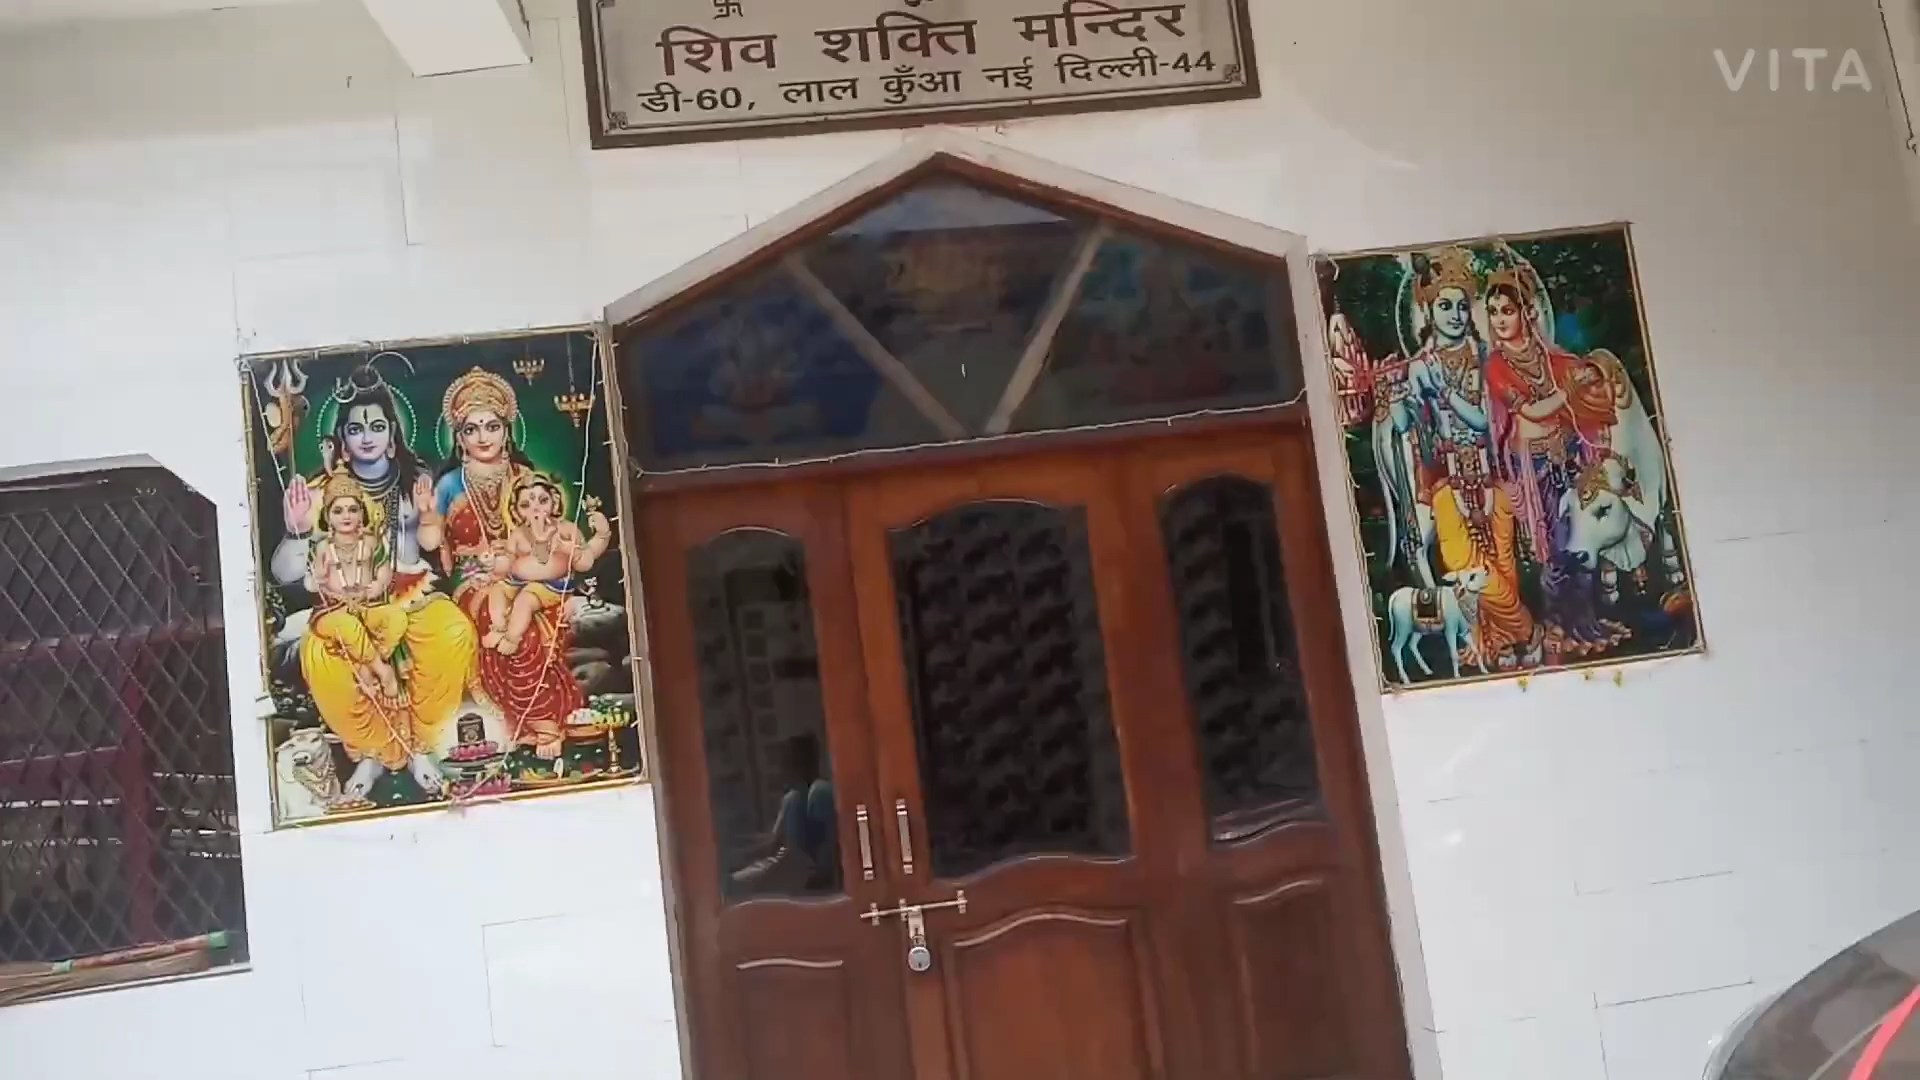 शिव शक्ति मन्दिर
डी-60, लाल कुँआ नई दिल्ली-44
VITA